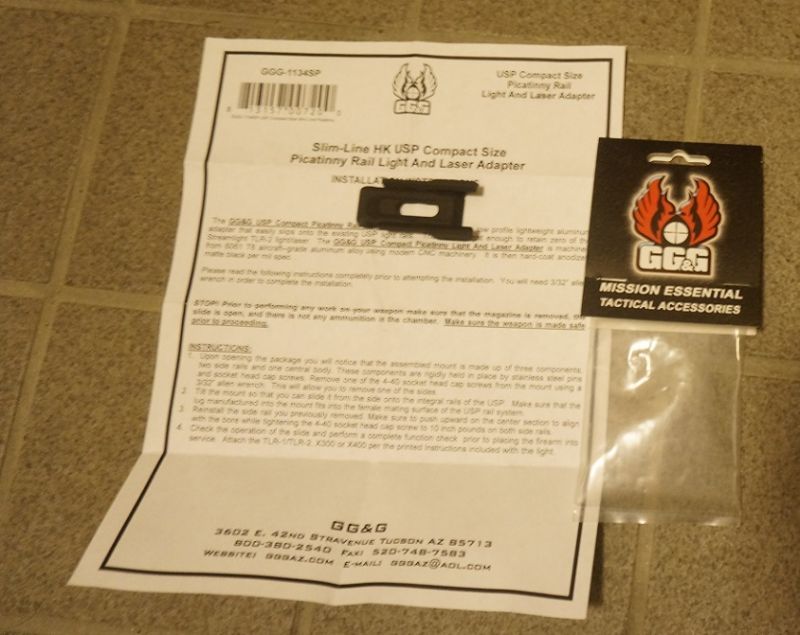 GGG-1134SP
GG&G
USP Compact Size
Picatinny Rail
Light And Laser Adapter
Slim-Line HK USP Compact Size
Picatinny Rail Light And Laser Adapter
The GG&G USP Compact Picatinny low profile lightweight aluminum
adapter that easily slips onto the existing USP light rails. enough to retain zero of the
Streamlight TLR-2 light/laser. The GG&G USP Compact Picatinny Light And Laser Adapter is machined
from 6061 T6 aircraft-grade aluminum alloy using modern CNC machinery. It is then hard-coat anodized
matte black per mil spec.
Please read the following instructions completely prior to attempting the installation. You will need 3/32" allen
wrench in order to complete the installation.
STOP! Prior to performing any work on your weapon make sure that the magazine is removed, the
slide is open, and there is not any ammunition is the chamber. Make sure the weapon is made safe
prior to proceeding.
INSTRUCTIONS:
1. Upon opening the package you will notice that the assembled mount is made up of three components,
two side rails and one central body. These components are rigidly held in place by stainless steel pins
and socket head cap screws. Remove one of the 4-40 socket head cap screws from the mount using a
3/32" allen wrench. This will allow you to remove one of the sides.
2. Tilt the mount so that you can slide it from the side onto the integral rails of the USP. Make sure that the
lug manufactured into the mount fits into the female mating surface of the USP rail system.
3. Reinstall the side rail you previously removed. Make sure to push upward on the center section to align
with the bore while tightening the 4-40 socket head cap screw to 10 inch pounds on both side rails.
4. Check the operation of the slide and perform a complete function check prior to placing the firearm into
service. Attach the TLR-1/TLR-2, X300 or X400 per the printed instructions included with the light.
GG&G
3602 E. 42nd Stravenue Tucson AZ 85713
800-380-2540 Fax: 520-748-7583
Website: gggaz.com E-mail: gggaz@aol.com
GG&G
MISSION ESSENTIAL
TACTICAL ACCESSORIES